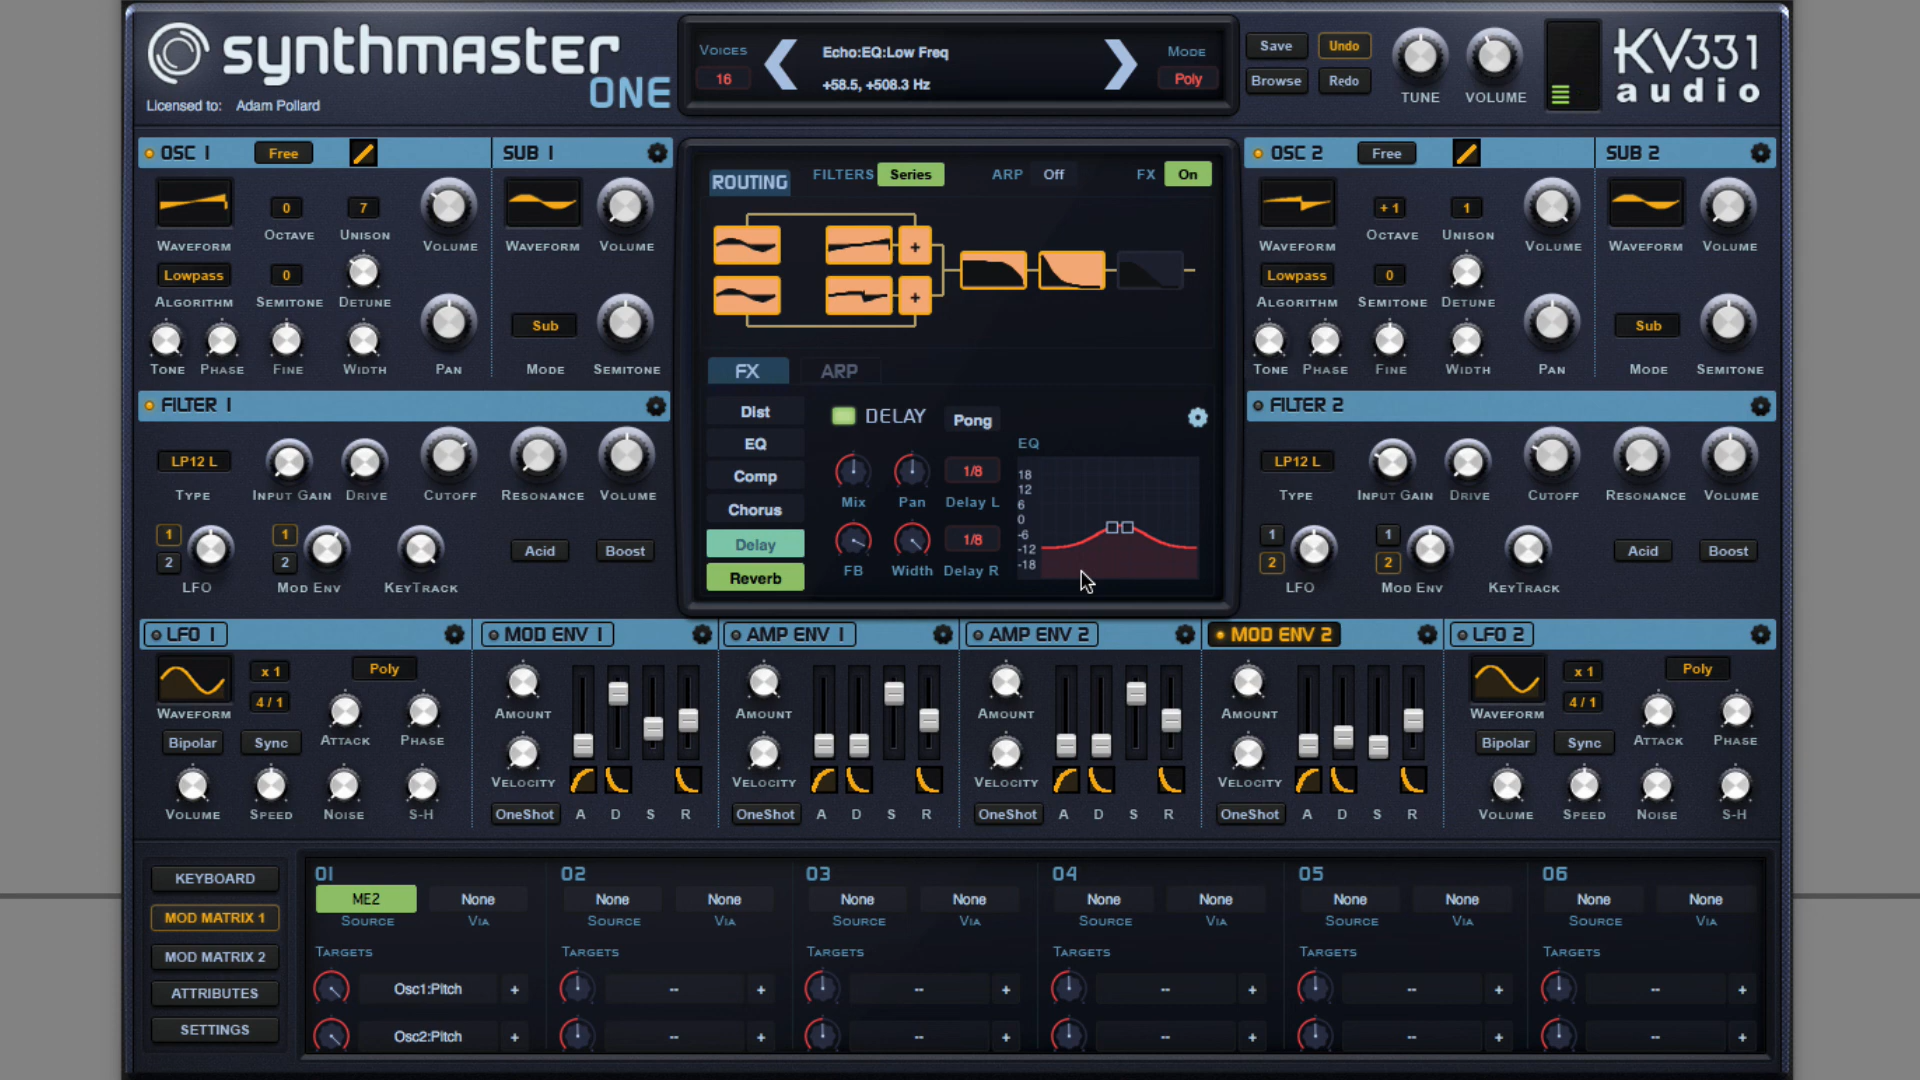 synthmaster
ONE
Licensed to: Adam Pollard
VOICES
16
Echo:EQ:Low Freq
+58.5, +508.3 Hz
MODE
Poly
Save
Undo
Browse
Redo
TUNE
VOLUME
KV331
audio
OSC 1
Free
SUB 1
WAVEFORM
0
OCTAVE
7
UNISON
VOLUME
WAVEFORM
VOLUME
Lowpass
ALGORITHM
0
SEMITONE
DETUNE
Sub
TONE
PHASE
FINE
WIDTH
PAN
MODE
SEMITONE
ROUTING
FILTERS
Series
ARP
Off
FX
On
+
+
OSC 2
Free
SUB 2
WAVEFORM
+1
OCTAVE
1
UNISON
VOLUME
WAVEFORM
VOLUME
Lowpass
ALGORITHM
0
SEMITONE
DETUNE
Sub
TONE
PHASE
FINE
WIDTH
PAN
MODE
SEMITONE
FILTER 1
LP12 L
TYPE
INPUT GAIN
DRIVE
CUTOFF
RESONANCE
VOLUME
1
2
LFO
1
2
MOD ENV
KEYTRACK
Acid
Boost
FX
ARP
Dist
EQ
Comp
Chorus
Delay
Reverb
DELAY
Pong
EQ
Mix
Pan
1/8
Delay L
FB
Width
1/8
Delay R
18
12
6
0
-6
-12
-18
FILTER 2
LP12 L
TYPE
INPUT GAIN
DRIVE
CUTOFF
RESONANCE
VOLUME
1
2
LFO
1
2
MOD ENV
KEYTRACK
Acid
Boost
LFO 1
WAVEFORM
x 1
4 / 1
Poly
Bipolar
Sync
ATTACK
PHASE
VOLUME
SPEED
NOISE
S-H
MOD ENV 1
AMOUNT
VELOCITY
OneShot
A D S R
AMP ENV 1
AMOUNT
VELOCITY
OneShot
A D S R
AMP ENV 2
AMOUNT
VELOCITY
OneShot
A D S R
MOD ENV 2
AMOUNT
VELOCITY
OneShot
A D S R
LFO 2
WAVEFORM
x 1
4 / 1
Poly
Bipolar
Sync
ATTACK
PHASE
VOLUME
SPEED
NOISE
S-H
KEYBOARD
MOD MATRIX 1
MOD MATRIX 2
ATTRIBUTES
SETTINGS
01
ME2
SOURCE
None
VIA
TARGETS
Osc1:Pitch +
Osc2:Pitch +
02
None
SOURCE
None
VIA
TARGETS
-- +
-- +
03
None
SOURCE
None
VIA
TARGETS
-- +
-- +
04
None
SOURCE
None
VIA
TARGETS
-- +
-- +
05
None
SOURCE
None
VIA
TARGETS
-- +
-- +
06
None
SOURCE
None
VIA
TARGETS
-- +
-- +